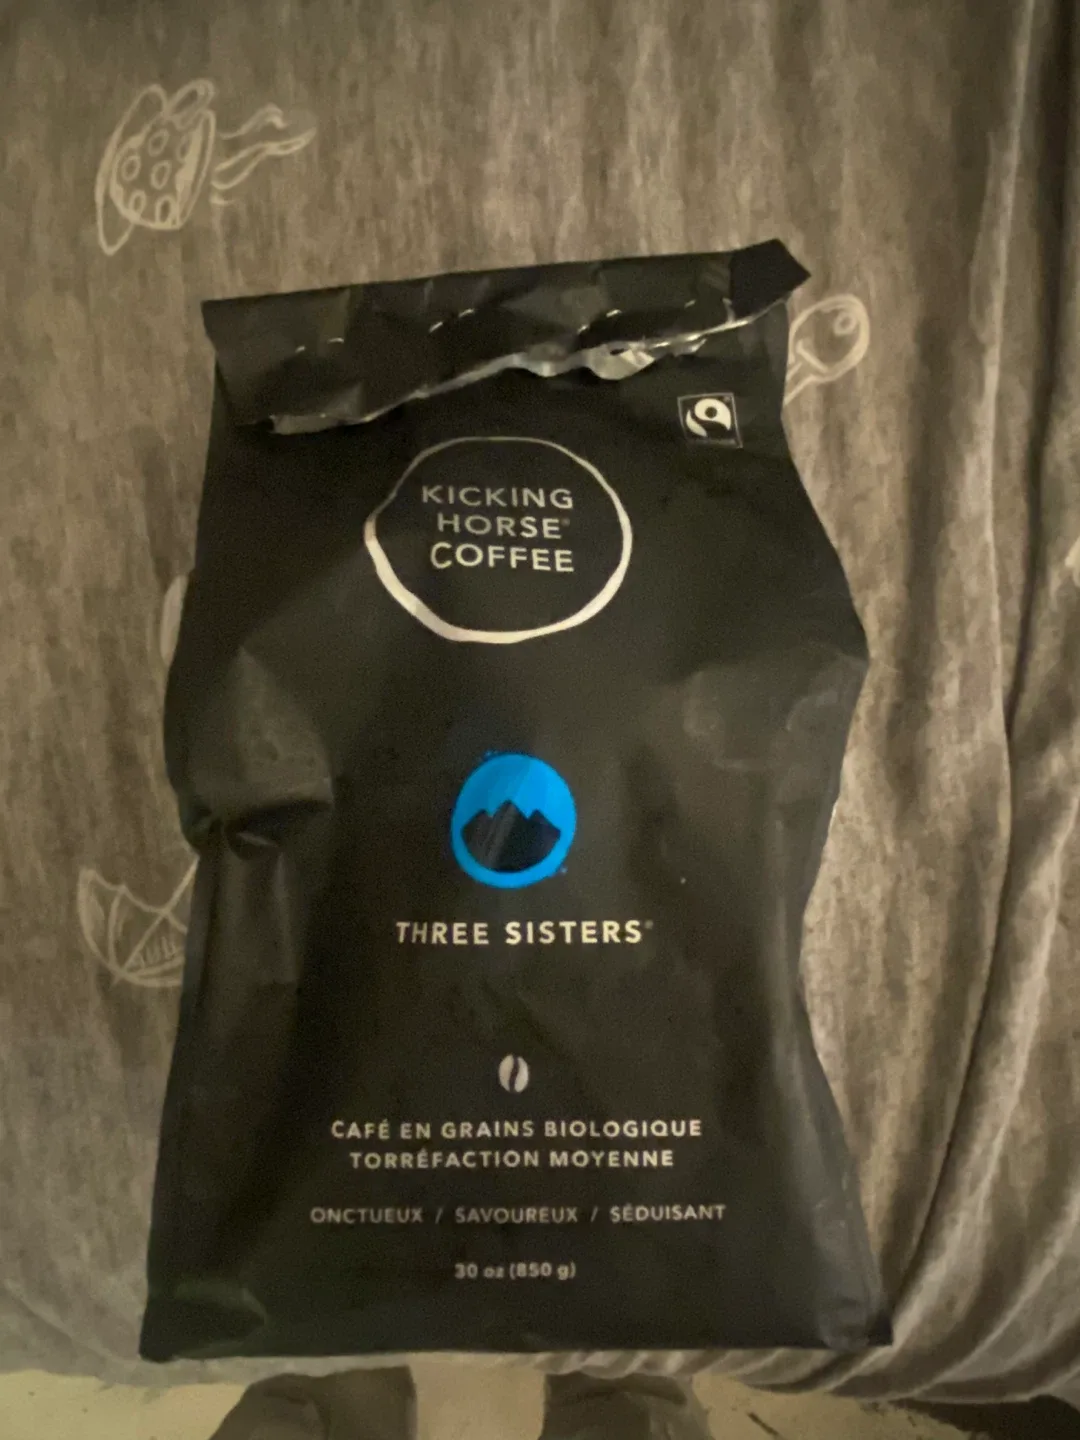 KICKING
HORSE®
COFFEE
THREE SISTERS®
CAFÉ EN GRAINS BIOLOGIQUE
TORRÉFACTION MOYENNE
ONCTUEUX / SAVOUREUX / SÉDUISANT
30 oz (850 g)